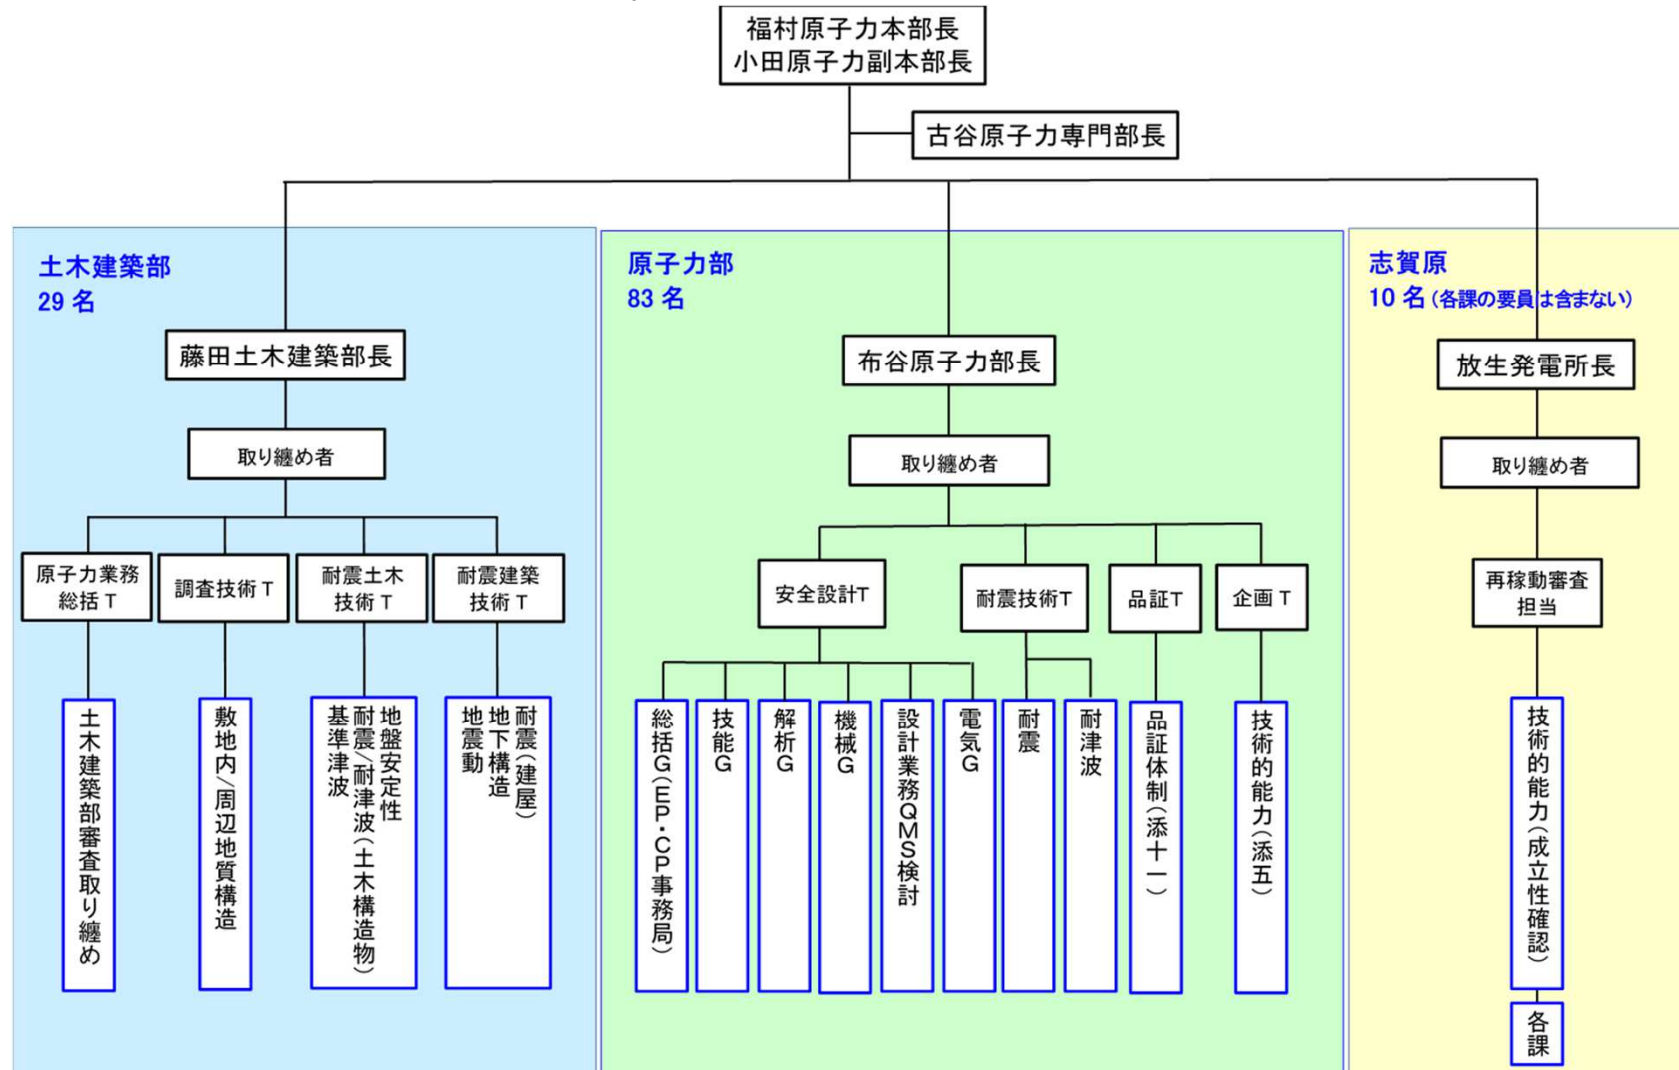 福村原子力本部長
小田原子力副本部長
古谷原子力専門部長
土木建築部
29 名
藤田土木建築部長
取り纏め者
原子力業務
総括 T
調査技術 T
耐震土木
技術 T
耐震建築
技術 T
土木建築部審査取り纏め
敷地内/周辺地質構造
地盤安定性
耐震/耐津波(土木構造物)
基準津波
耐震(建屋)
地下構造
地震動
原子力部
83 名
布谷原子力部長
取り纏め者
安全設計T
耐震技術T
品証T
企画 T
総括G(EP・CP事務局)
技能G
解析G
機械G
設計業務QMS検討
電気G
耐震
耐津波
品証体制(添十一)
技術的能力(添五)
志賀原
10 名 (各課の要員は含まない)
放生発電所長
取り纏め者
再稼動審査
担当
技術的能力(成立性確認)
各課